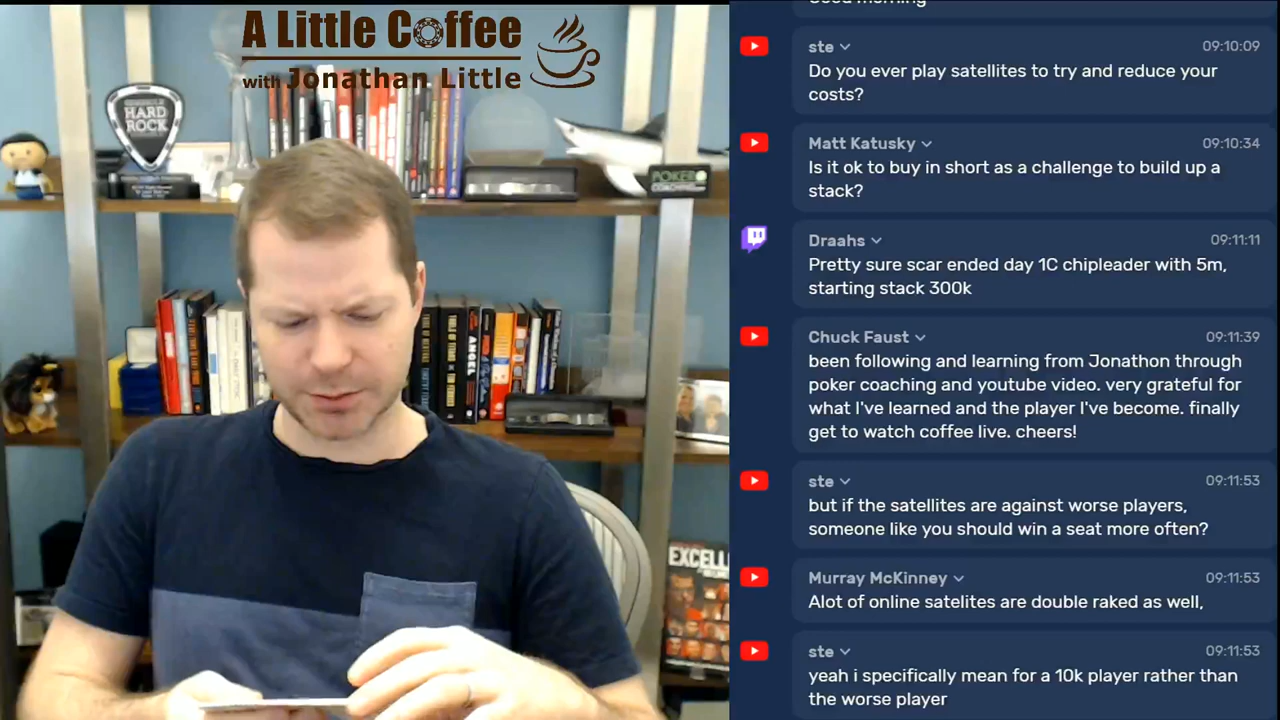 A Little Coffee
with Jonathan Little
HARD
ROCK
POKER
COACHING
ANGEL
EXCELL
Good morning
ste
09:10:09
Do you ever play satellites to try and reduce your
costs?
Matt Katusky
09:10:34
Is it ok to buy in short as a challenge to build up a
stack?
Draahs
09:11:11
Pretty sure scar ended day 1C chipleader with 5m,
starting stack 300k
Chuck Faust
09:11:39
been following and learning from Jonathon through
poker coaching and youtube video. very grateful for
what I've learned and the player I've become. finally
get to watch coffee live. cheers!
ste
09:11:53
but if the satellites are against worse players,
someone like you should win a seat more often?
Murray McKinney
09:11:53
Alot of online satelites are double raked as well,
ste
09:11:53
yeah i specifically mean for a 10k player rather than
the worse player